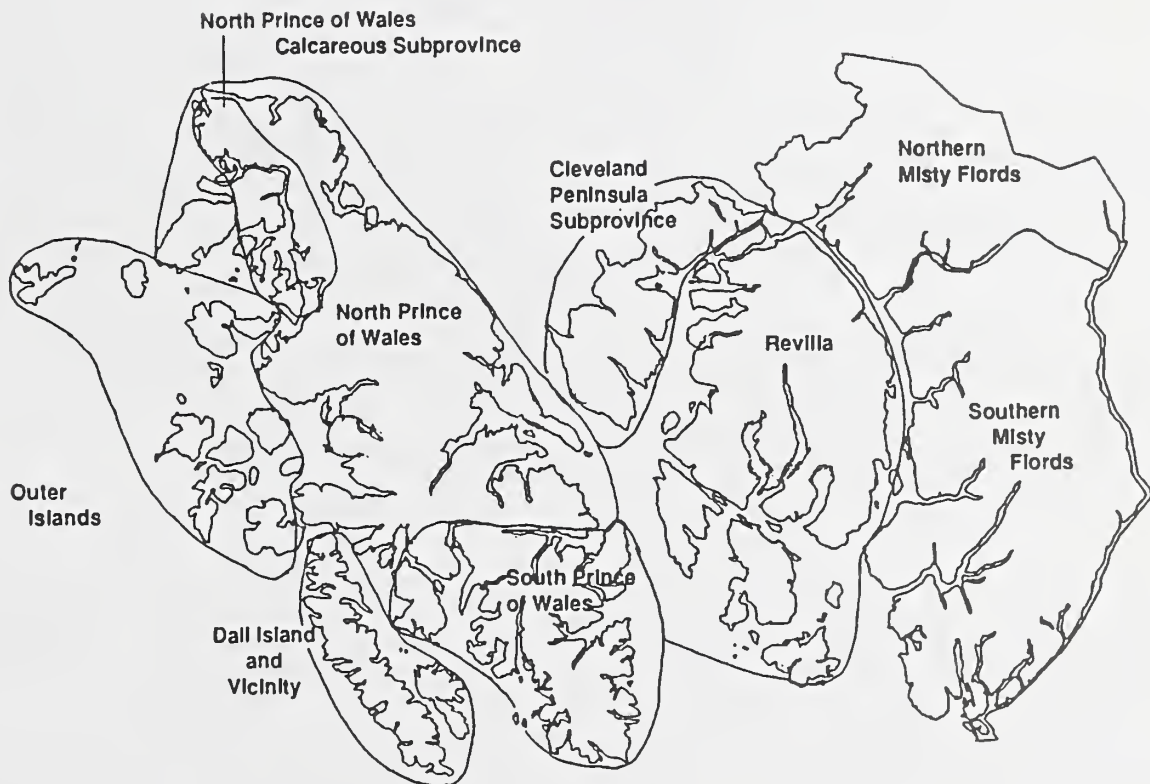 North Prince of Wales
Calcareous Subprovince
Northern
Misty Fiords
Cleveland
Peninsula
Subprovince
North Prince
of Wales
Revilla
Southern
Misty
Fiords
Outer
Islands
South Prince
of Wales
Dall Island
and
Vicinity